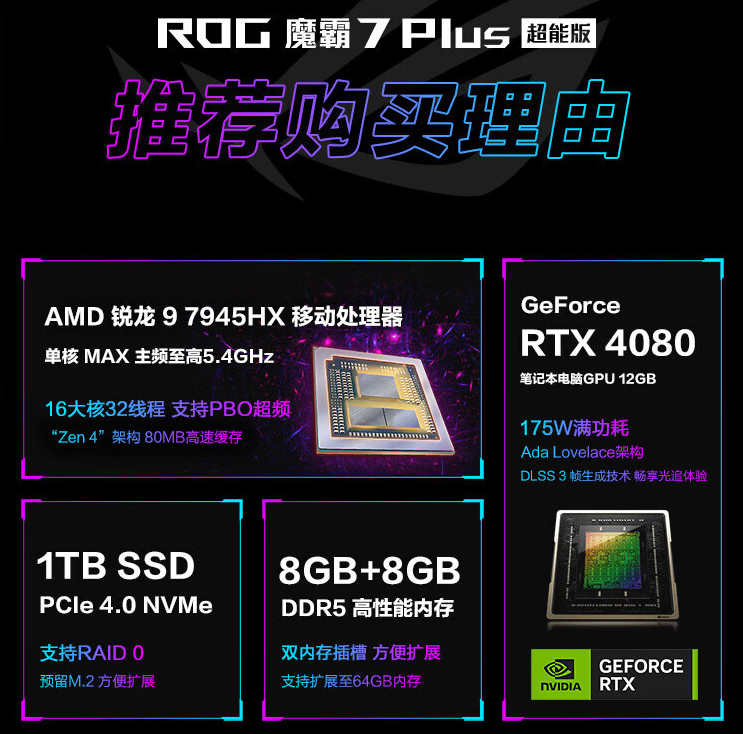 ROG 魔霸 7 Plus 超能版
推荐购买理由
AMD 锐龙 9 7945HX 移动处理器
单核 MAX 主频至高5.4GHz
16大核32线程 支持PBO超频
“Zen 4”架构 80MB高速缓存
GeForce
RTX 4080
笔记本电脑GPU 12GB
175W满功耗
Ada Lovelace架构
DLSS 3 帧生成技术 畅享光追体验
1TB SSD
PCIe 4.0 NVMe
支持RAID 0
预留M.2 方便扩展
8GB+8GB
DDR5 高性能内存
双内存插槽 方便扩展
支持扩展至64GB内存
NVIDIA
GEFORCE
RTX